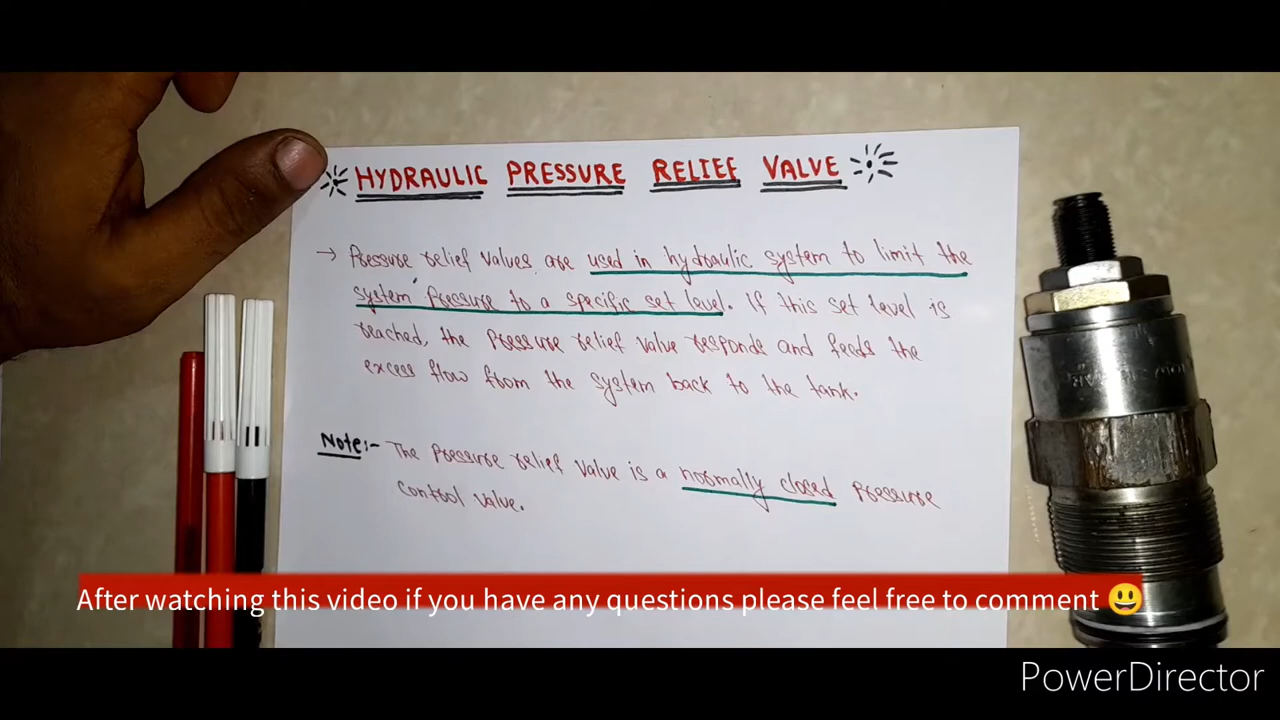 HYDRAULIC PRESSURE RELIEF VALVE
→ Pressure relief valves are used in hydraulic system to limit the
system pressure to a specific set level. If this set level is
reached, the pressure relief valve responds and feeds the
excess flow from the system back to the tank.
Note:- The pressure relief valve is a normally closed pressure
control valve.
After watching this video if you have any questions please feel free to comment 😃
PowerDirector